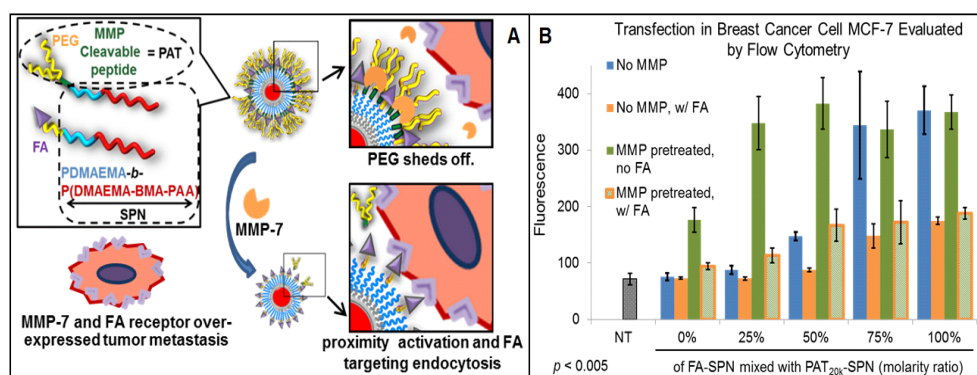 A
PEG
MMP
Cleavable
peptide
= PAT
FA
PDMAEMA-b-
P(DMAEMA-BMA-PAA)
SPN
PEG sheds off.
MMP-7
MMP-7 and FA receptor over-
expressed tumor metastasis
proximity activation and FA
targeting endocytosis
B
Transfection in Breast Cancer Cell MCF-7 Evaluated
by Flow Cytometry
Fluorescence
400
300
200
100
0
No MMP
No MMP, w/ FA
MMP pretreated,
no FA
MMP pretreated,
w/ FA
NT
0%
25%
50%
75%
100%
p < 0.005
of FA-SPN mixed with PAT20k-SPN (molarity ratio)